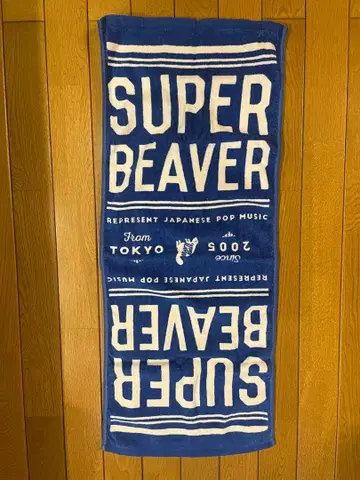 SUPER
BEAVER
REPRESENT JAPANESE POP MUSIC
From
TOKYO
Since
2005
REPRESENT JAPANESE POP MUSIC
SUPER
BEAVER